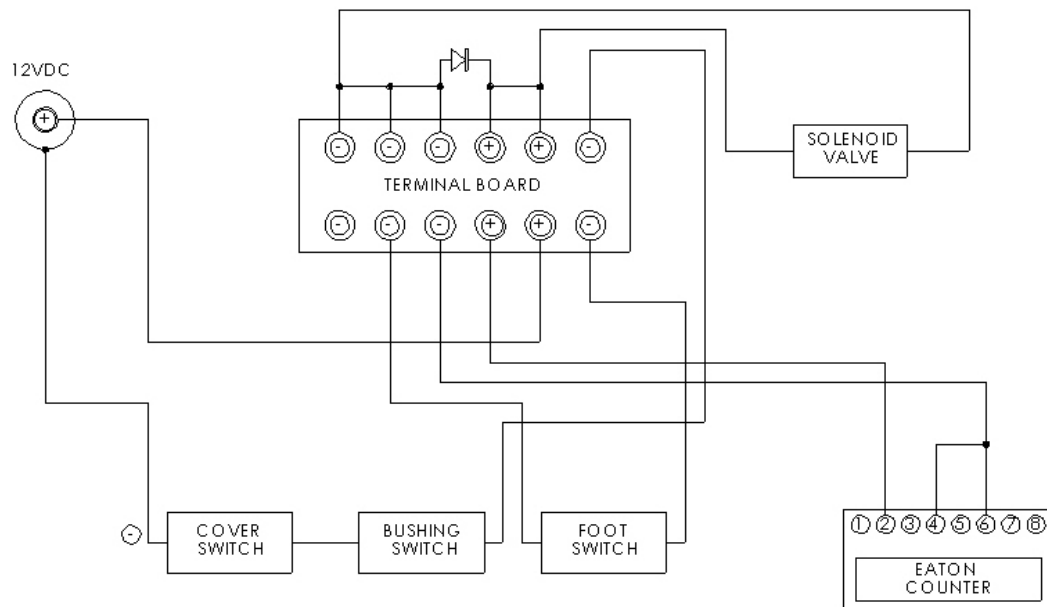 12VDC
+
- - - + + -
TERMINAL BOARD
- - - + + -
SOLENOID
VALVE
-
COVER
SWITCH
BUSHING
SWITCH
FOOT
SWITCH
1 2 3 4 5 6 7 8
EATON
COUNTER